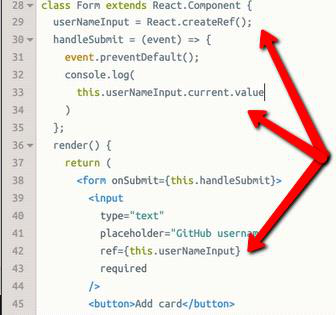 28 class Form extends React.Component {
29 userNameInput = React.createRef();
30 handleSubmit = (event) => {
31 event.preventDefault();
32 console.log(
33 this.userNameInput.current.value
34 )
35 };
36 render() {
37 return (
38 <form onSubmit={this.handleSubmit}>
39 <input
40 type="text"
41 placeholder="GitHub
42 ref={this.userNameInput}
43 required
44 />
45 <button>Add card</button>